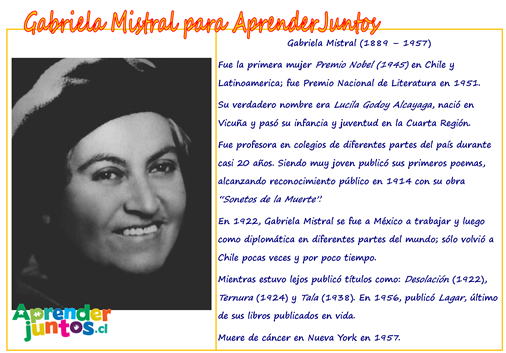 Gabriela Mistral para AprenderJuntos
Gabriela Mistral (1889 – 1957)
Fue la primera mujer Premio Nobel (1945) en Chile y
Latinoamerica; fue Premio Nacional de Literatura en 1951.
Su verdadero nombre era Lucila Godoy Alcayaga, nació en
Vicuña y pasó su infancia y juventud en la Cuarta Región.
Fue profesora en colegios de diferentes partes del país durante
casi 20 años. Siendo muy joven publicó sus primeros poemas,
alcanzando reconocimiento público en 1914 con su obra
"Sonetos de la Muerte".
En 1922, Gabriela Mistral se fue a México a trabajar y luego
como diplomática en diferentes partes del mundo; sólo volvió a
Chile pocas veces y por poco tiempo.
Mientras estuvo lejos publicó títulos como: Desolación (1922),
Ternura (1924) y Tala (1938). En 1956, publicó Lagar, último
de sus libros publicados en vida.
Muere de cáncer en Nueva York en 1957.
Aprender
juntos.cl